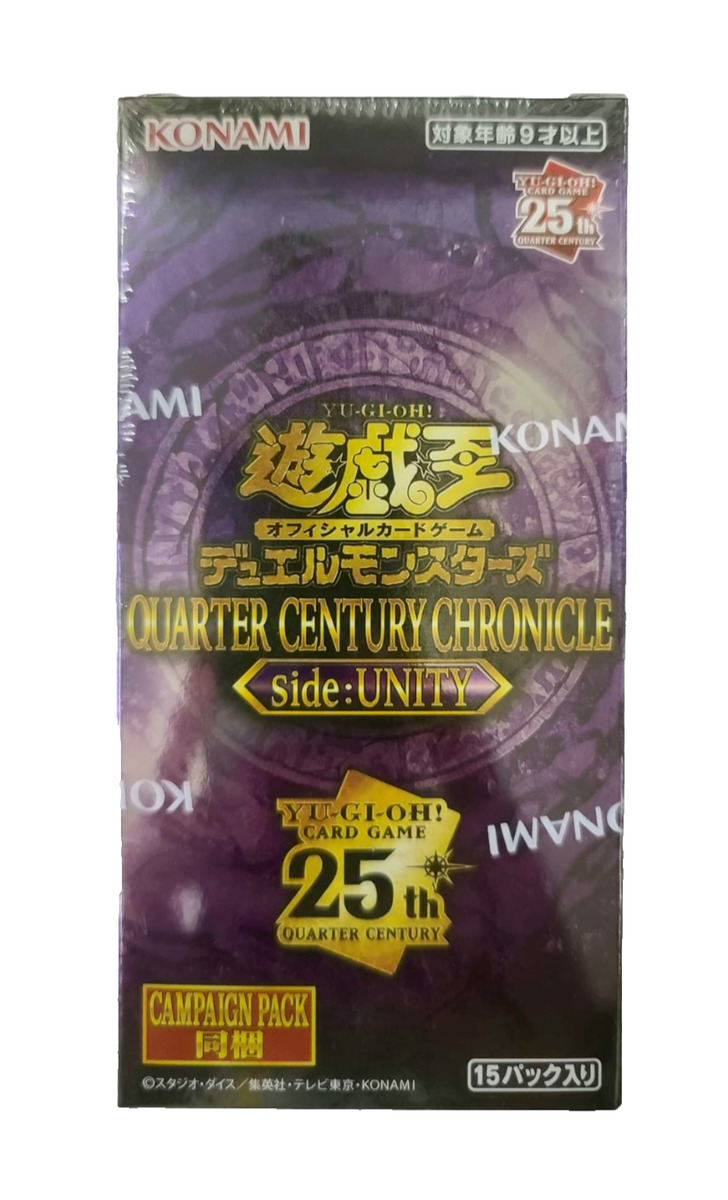 KONAMI
対象年齢9才以上
YU-GI-OH!
CARD GAME
25th
QUARTER CENTURY
AMI
YU-GI-OH!
KONAM
遊戯王
オフィシャルカードゲーム
デュエルモンスターズ
QUARTER CENTURY CHRONICLE
side:UNITY
KO
ONAMI
YU-GI-OH!
CARD GAME
25th
QUARTER CENTURY
CAMPAIGN PACK
同梱
©スタジオ・ダイス/集英社・テレビ東京・KONAMI
15パック入り